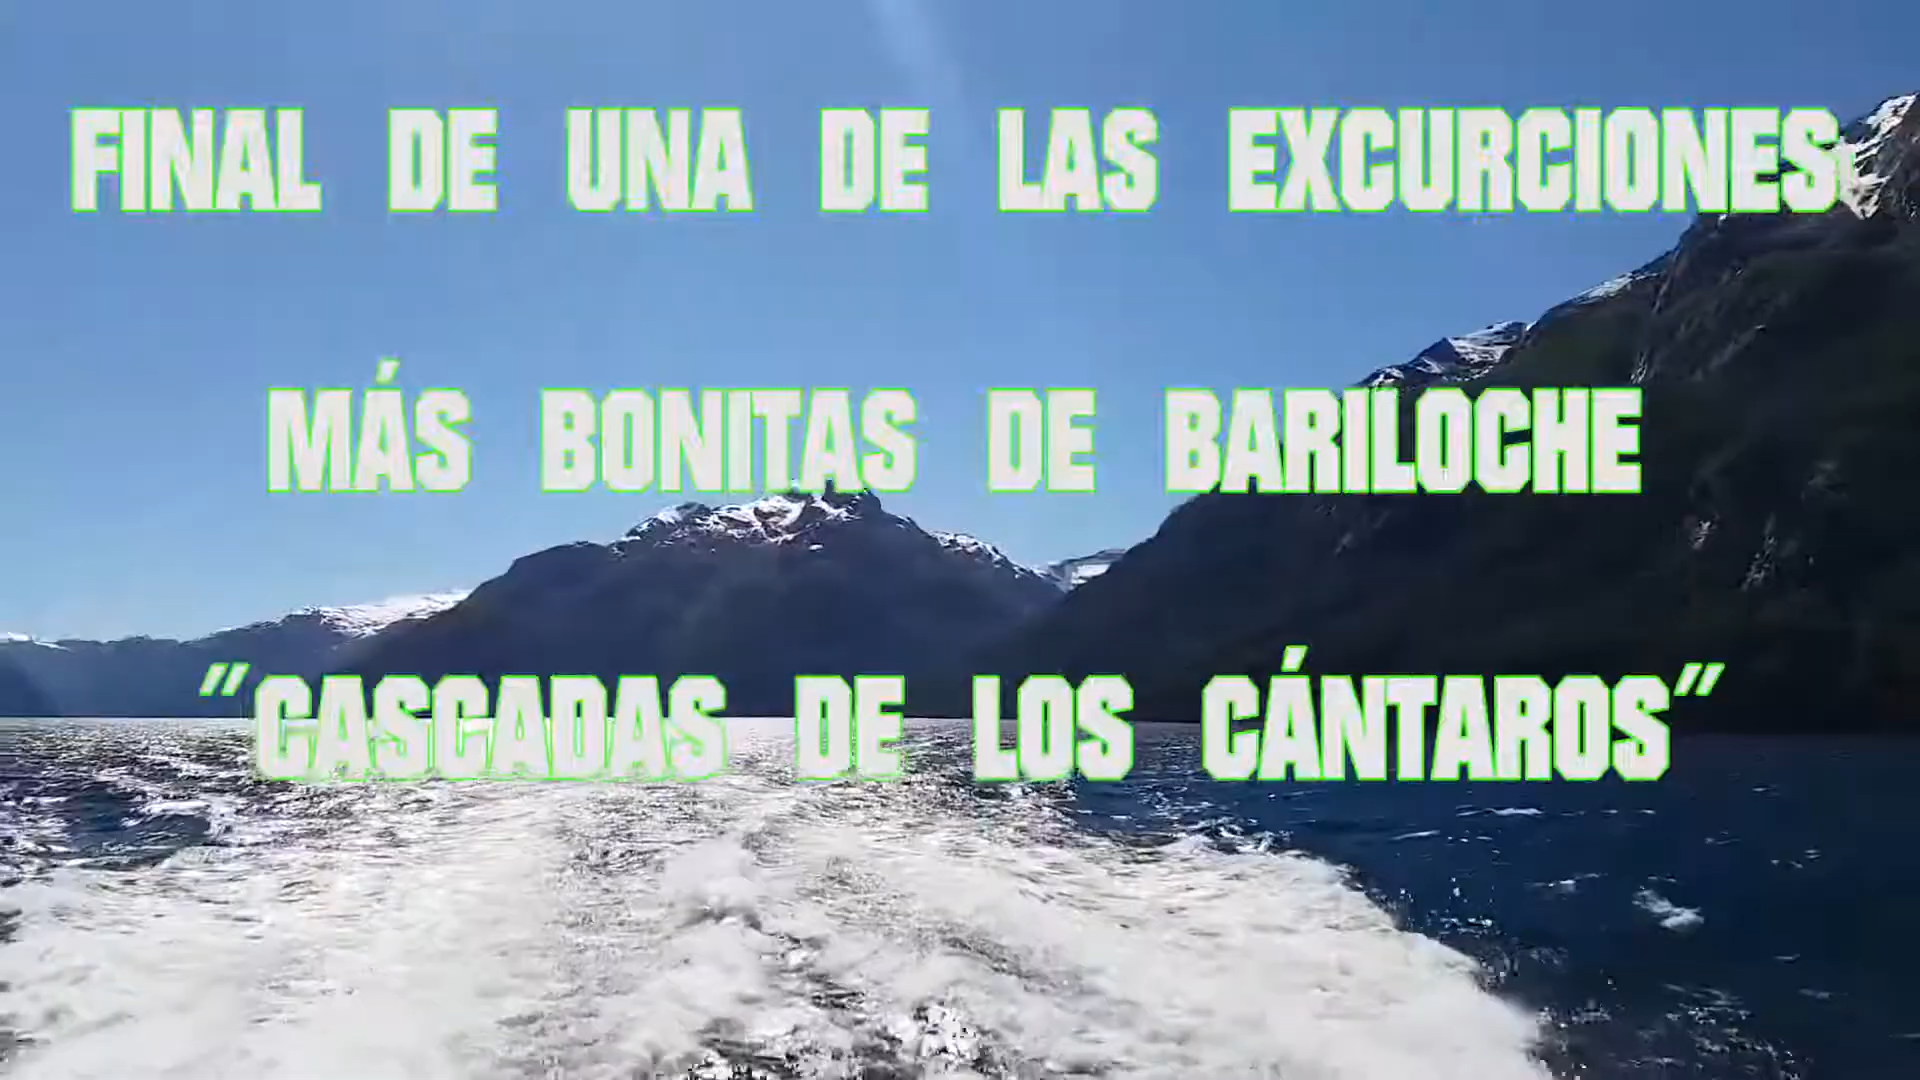 FINAL DE UNA DE LAS EXCURCIONES
MÁS BONITAS DE BARILOCHE
"CASCADAS DE LOS CÁNTAROS"